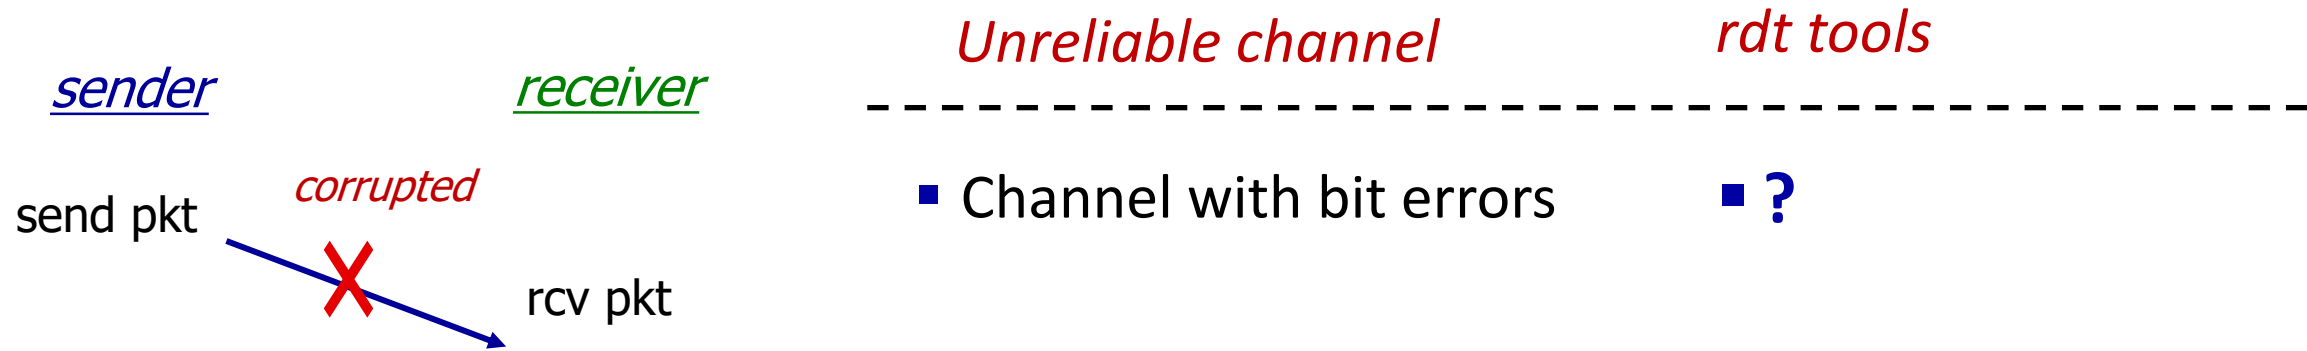 sender
receiver
corrupted
send pkt
X
rcv pkt
Unreliable channel
rdt tools
▪ Channel with bit errors
▪ ?